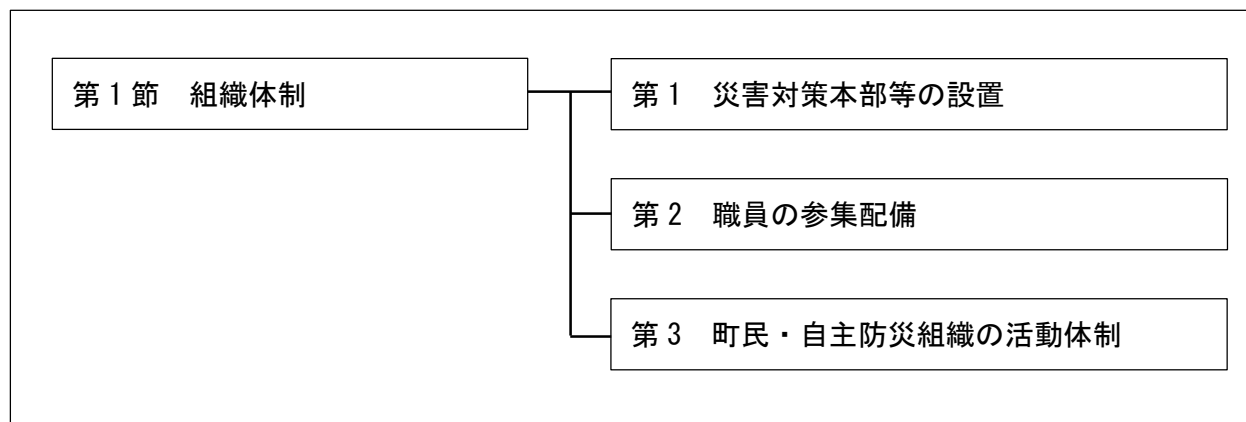 第1節　組織体制
第1　災害対策本部等の設置
第2　職員の参集配備
第3　町民・自主防災組織の活動体制